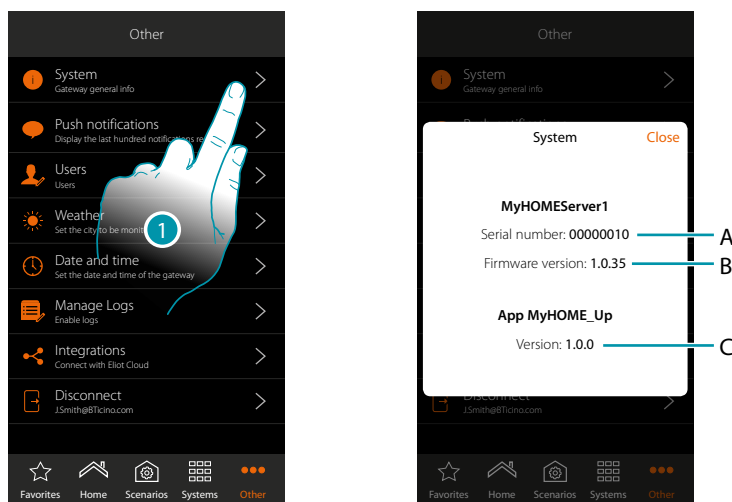 Other
System
Gateway general info
Push notifications
Display the last hundred notifications re
Users
Users
Weather
Set the city to be monit
1
Date and time
Set the date and time of the gateway
Manage Logs
Enable logs
Integrations
Connect with Eliot Cloud
Disconnect
J.Smith@BTicino.com
Favorites Home Scenarios Systems Other
Other
System
Gateway general info
Push notifications
System Close
MyHOMEServer1
Serial number: 00000010 A
Firmware version: 1.0.35 B
App MyHOME_Up
Version: 1.0.0 C
Disconnect
J.Smith@BTicino.com
Favorites Home Scenarios Systems Other